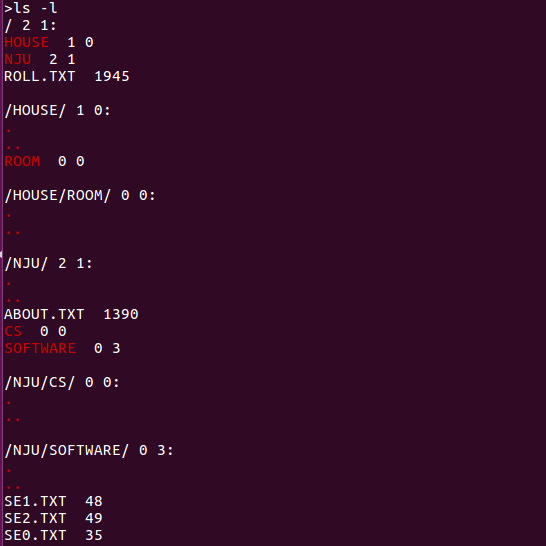 >ls -l
/ 2 1:
HOUSE  1 0
NJU  2 1
ROLL.TXT  1945
/HOUSE/ 1 0:
.
..
ROOM  0 0
/HOUSE/ROOM/ 0 0:
.
..
/NJU/ 2 1:
.
..
ABOUT.TXT  1390
CS  0 0
SOFTWARE  0 3
/NJU/CS/ 0 0:
.
..
/NJU/SOFTWARE/ 0 3:
.
..
SE1.TXT  48
SE2.TXT  49
SE0.TXT  35